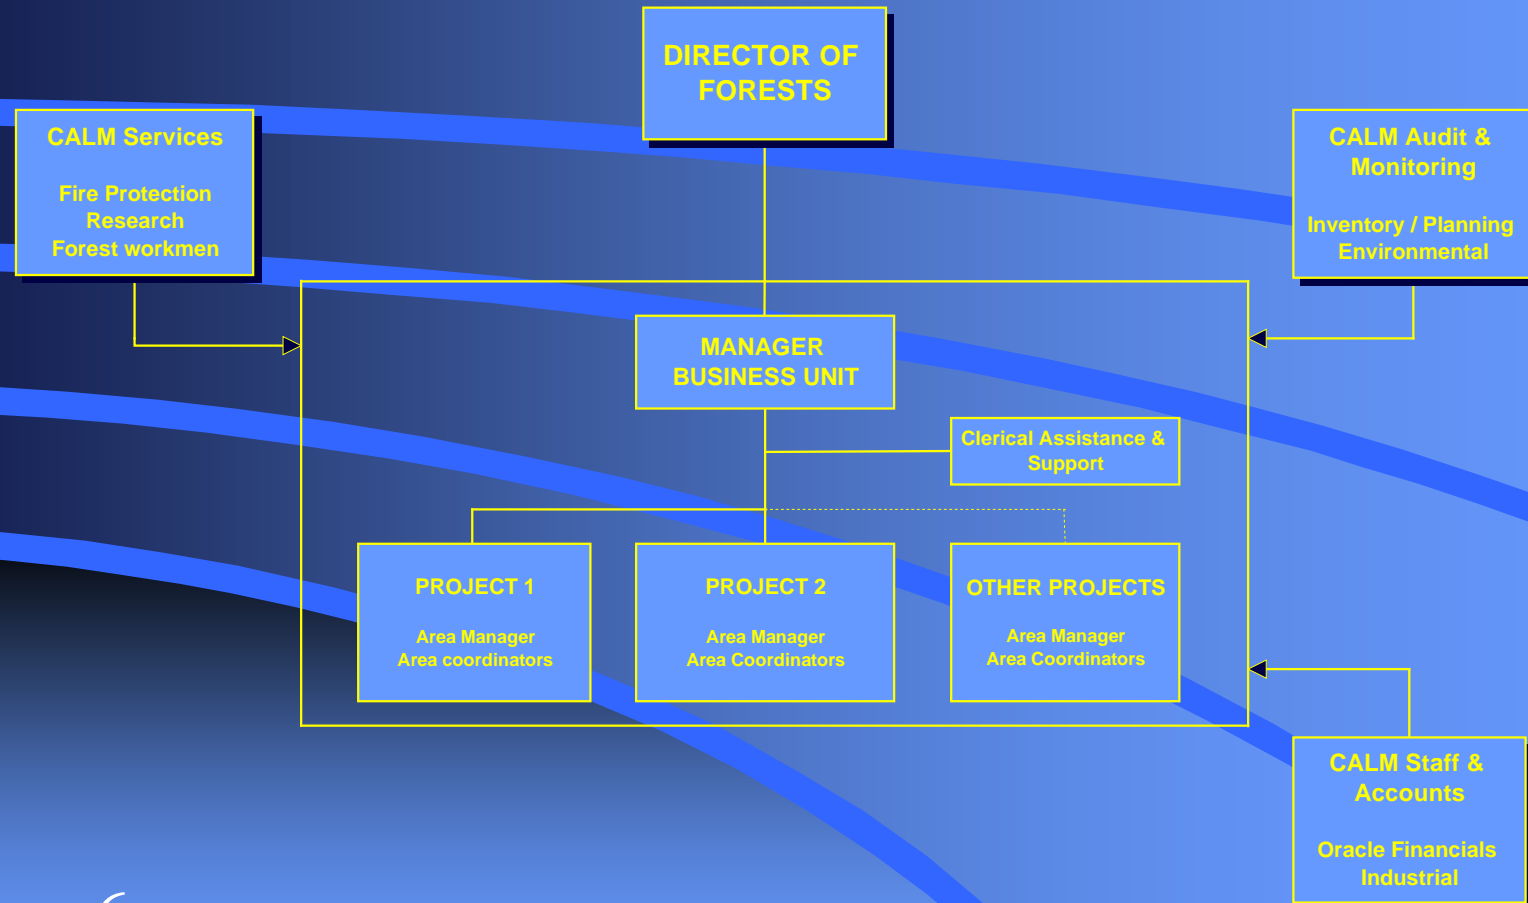 DIRECTOR OF
FORESTS
CALM Services
Fire Protection
Research
Forest workmen
CALM Audit &
Monitoring
Inventory / Planning
Environmental
MANAGER
BUSINESS UNIT
Clerical Assistance &
Support
PROJECT 1
Area Manager
Area coordinators
PROJECT 2
Area Manager
Area Coordinators
OTHER PROJECTS
Area Manager
Area Coordinators
CALM Staff &
Accounts
Oracle Financials
Industrial